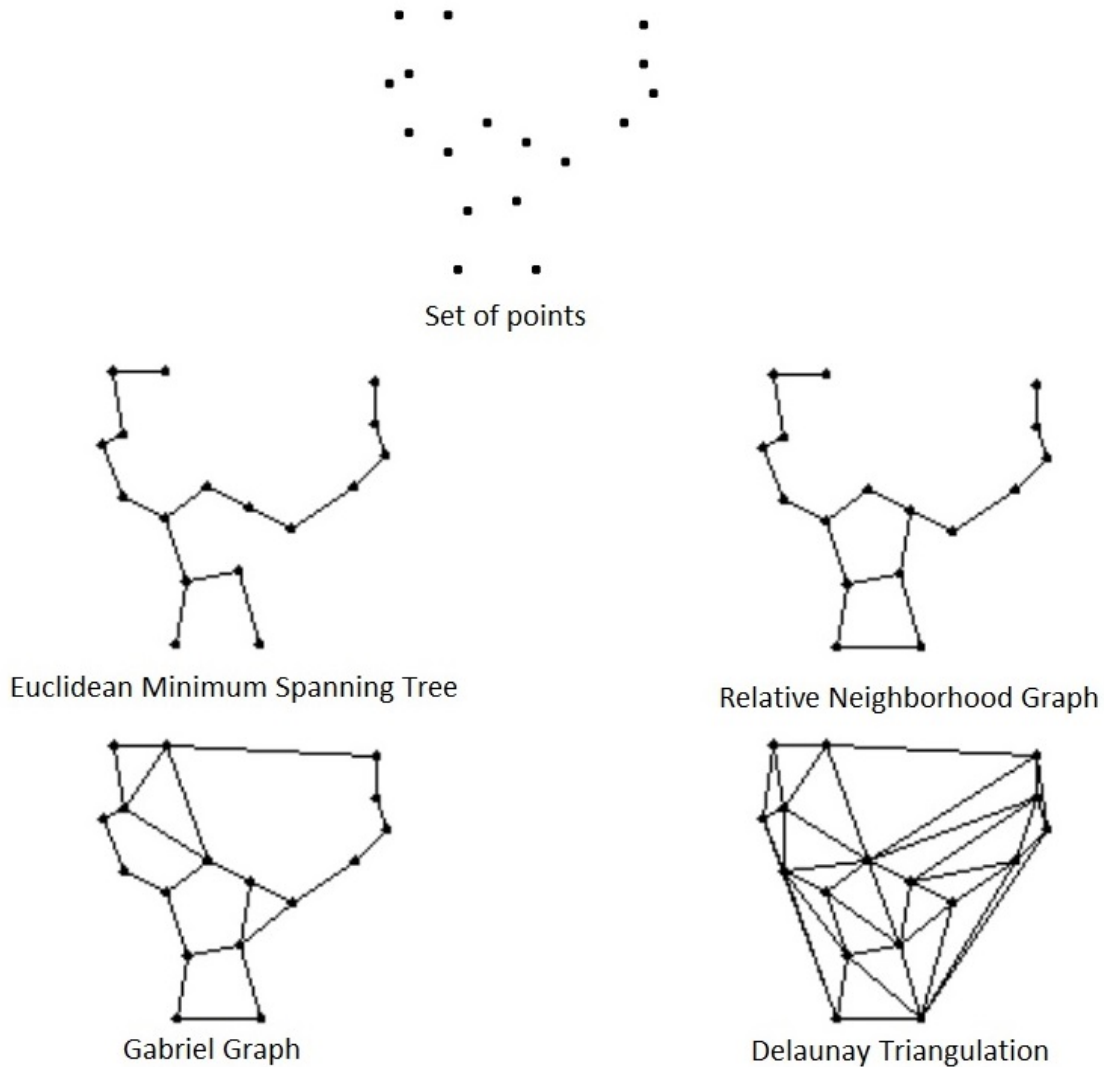 Set of points
Euclidean Minimum Spanning Tree
Relative Neighborhood Graph
Gabriel Graph
Delaunay Triangulation